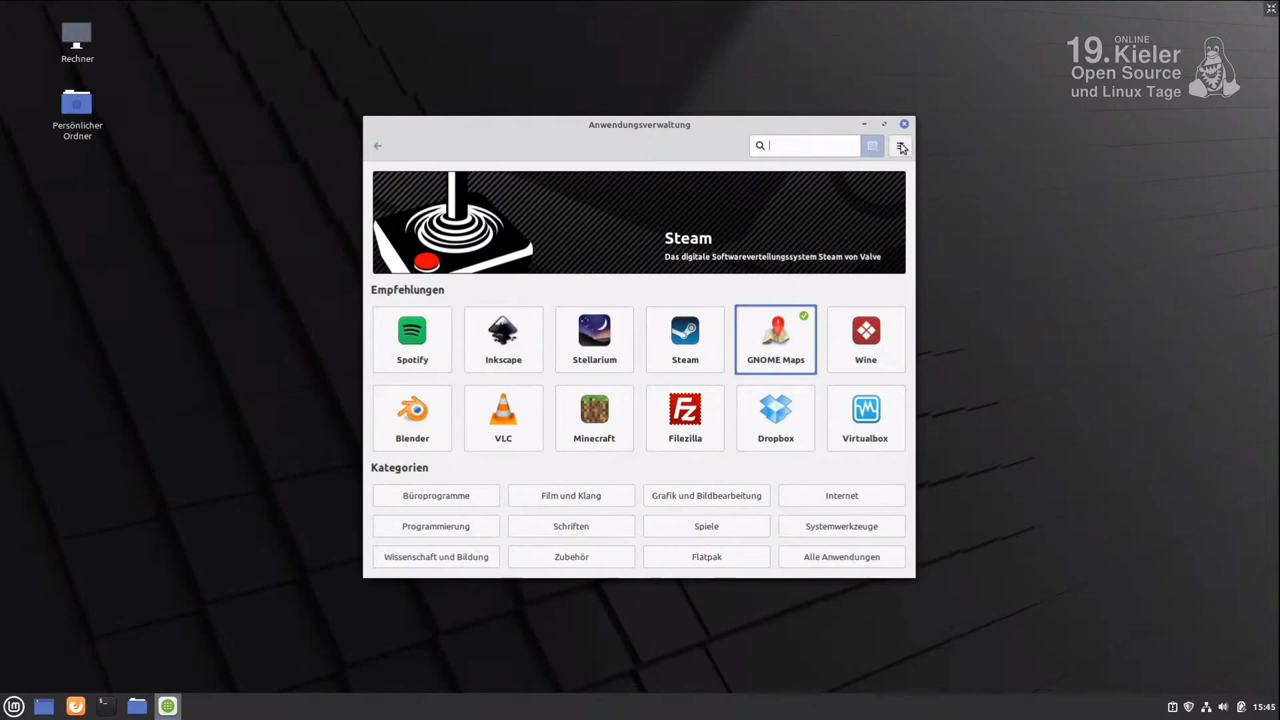 Rechner
Persönlicher
Ordner
ONLINE
19. Kieler
Open Source
und Linux Tage
Anwendungsverwaltung
Steam
Das digitale Softwareverteilungssystem Steam von Valve
Empfehlungen
Spotify
Inkscape
Stellarium
Steam
GNOME Maps
Wine
Blender
VLC
Minecraft
Filezilla
Dropbox
Virtualbox
Kategorien
Büroprogramme
Film und Klang
Grafik und Bildbearbeitung
Internet
Programmierung
Schriften
Spiele
Systemwerkzeuge
Wissenschaft und Bildung
Zubehör
Flatpak
Alle Anwendungen
15:45